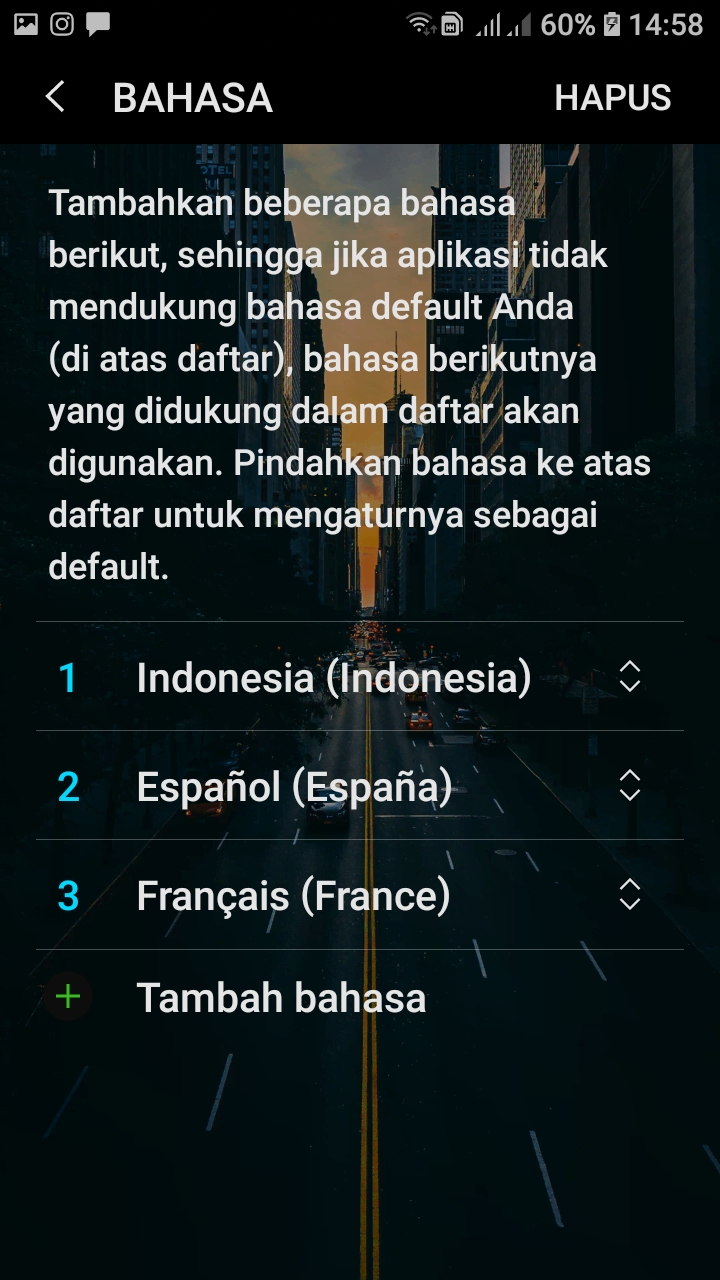 60% 14:58
BAHASA HAPUS
Tambahkan beberapa bahasa
berikut, sehingga jika aplikasi tidak
mendukung bahasa default Anda
(di atas daftar), bahasa berikutnya
yang didukung dalam daftar akan
digunakan. Pindahkan bahasa ke atas
daftar untuk mengaturnya sebagai
default.
1 Indonesia (Indonesia)
2 Español (España)
3 Français (France)
+ Tambah bahasa